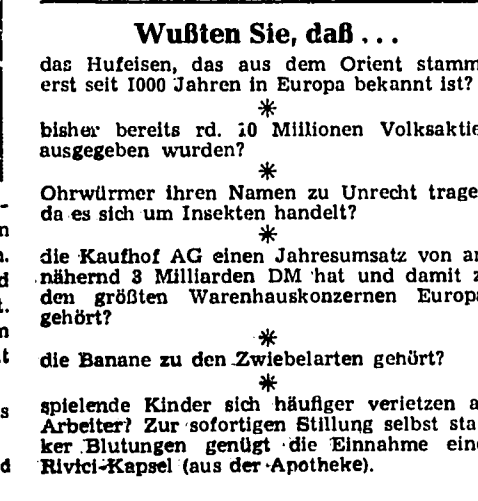 Wußten Sie, daß ...
das Hufeisen, das aus dem Orient stamm
erst seit 1000 Jahren in Europa bekannt ist?
*
bisher bereits rd. 10 Millionen Volksaktie
ausgegeben wurden?
*
Ohrwürmer ihren Namen zu Unrecht trage
da es sich um Insekten handelt?
*
die Kaufhof AG einen Jahresumsatz von an
nähernd 3 Milliarden DM hat und damit z
den größten Warenhauskonzernen Europa
gehört?
*
die Banane zu den Zwiebelarten gehört?
*
spielende Kinder sich häufiger verletzen a
Arbeiter? Zur sofortigen Stillung selbst sta
ker Blutungen genügt die Einnahme eine
Rivici-Kapsel (aus der Apotheke).